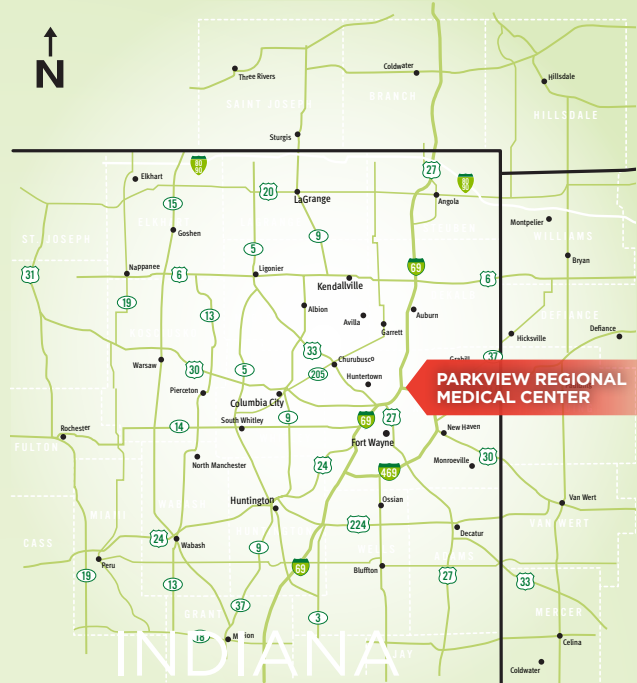 N
Three Rivers
Coldwater
Hillsdale
SAINT JOSEPH
BRANCH
HILLSDALE
Sturgis
80
90
27
80
90
Elkhart
20
LaGrange
Angola
15
Montpelier
Goshen
ST. JOSEPH
9
WILLIAMS
5
Bryan
69
31
Nappanee
6
Ligonier
6
Kendallville
19
Albion
13
Avilla
Auburn
DEFIANCE
Garrett
Defiance
Hicksville
33
Churubusco
37
Warsaw
30
5
205
Huntertown
PARKVIEW REGIONAL
MEDICAL CENTER
Pierceton
Columbia City
9
69
27
14
South Whitley
New Haven
Rochester
Fort Wayne
FULTON
North Manchester
24
Monroeville
30
469
Huntington
Ossian
Van Wert
MIAMI
224
VAN WERT
CASS
24
Wabash
9
Decatur
Peru
69
Bluffton
ADAMS
19
13
27
33
37
GRANT
3
MERCER
Celina
INDIANA
JAY
Coldwater